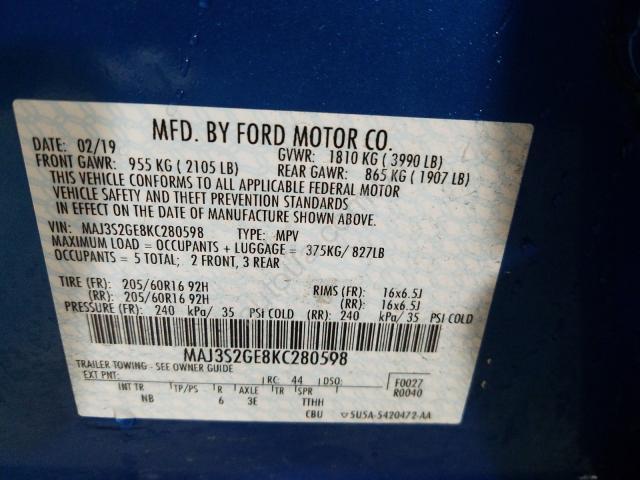 MFD. BY FORD MOTOR CO.
DATE: 02/19 GVWR: 1810 KG ( 3990 LB)
FRONT GAWR: 955 KG ( 2105 LB) REAR GAWR: 865 KG ( 1907 LB)
THIS VEHICLE CONFORMS TO ALL APPLICABLE FEDERAL MOTOR
VEHICLE SAFETY AND THEFT PREVENTION STANDARDS
IN EFFECT ON THE DATE OF MANUFACTURE SHOWN ABOVE.
VIN: MAJ3S2GE8KC280598 TYPE: MPV
MAXIMUM LOAD = OCCUPANTS + LUGGAGE = 375KG/ 827LB
OCCUPANTS = 5 TOTAL; 2 FRONT, 3 REAR
TIRE (FR): 205/60R16 92H RIMS (FR): 16x6.5J
(RR): 205/60R16 92H (RR): 16x6.5J
PRESSURE (FR): 240 kPa/ 35 PSI COLD (RR): 240 kPa/ 35 PSI COLD
MAJ3S2GE8KC280598
TRAILER TOWING - SEE OWNER GUIDE
EXT PNT: RC: 44 DSO: F0027
R0040
INT TR TP/PS R AXLE TR SPR
NB 6 3E TTHH
CBU 5U5A-5420472-AA